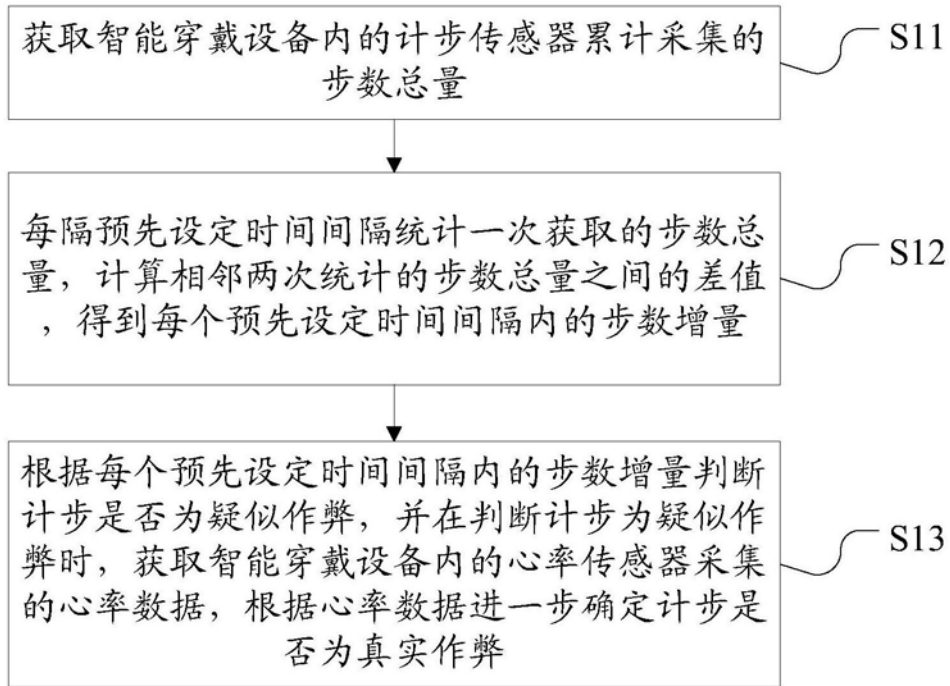 获取智能穿戴设备内的计步传感器累计采集的
步数总量
S11
每隔预先设定时间间隔统计一次获取的步数总
量，计算相邻两次统计的步数总量之间的差值
，得到每个预先设定时间间隔内的步数增量
S12
根据每个预先设定时间间隔内的步数增量判断
计步是否为疑似作弊，并在判断计步为疑似作
弊时，获取智能穿戴设备内的心率传感器采集
的心率数据，根据心率数据进一步确定计步是
否为真实作弊
S13